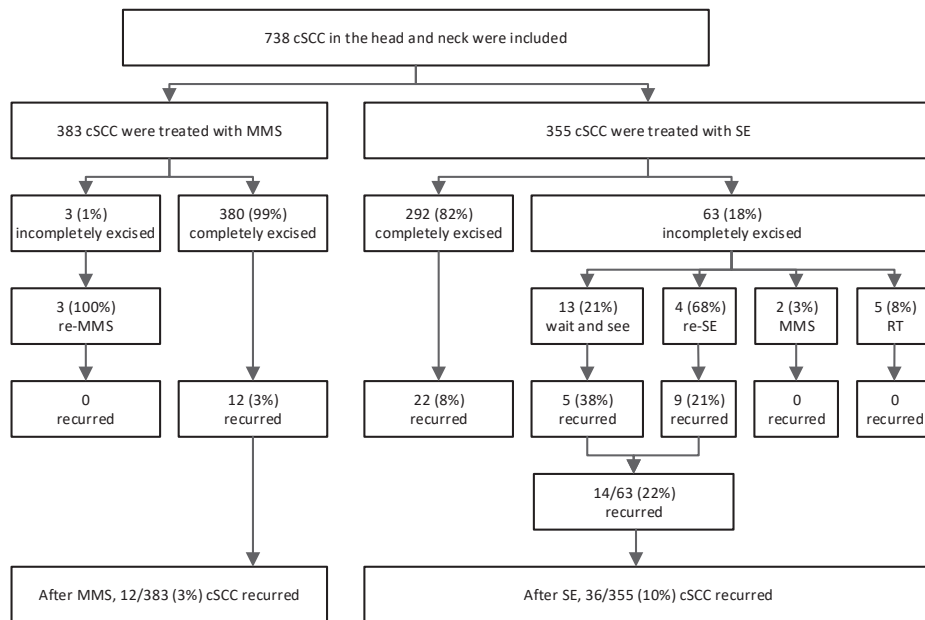 738 cSCC in the head and neck were included
383 cSCC were treated with MMS
355 cSCC were treated with SE
3 (1%)
incompletely excised
380 (99%)
completely excised
292 (82%)
completely excised
63 (18%)
incompletely excised
3 (100%)
re-MMS
13 (21%)
wait and see
4 (68%)
re-SE
2 (3%)
MMS
5 (8%)
RT
0
recurred
12 (3%)
recurred
22 (8%)
recurred
5 (38%)
recurred
9 (21%)
recurred
0
recurred
0
recurred
14/63 (22%)
recurred
After MMS, 12/383 (3%) cSCC recurred
After SE, 36/355 (10%) cSCC recurred